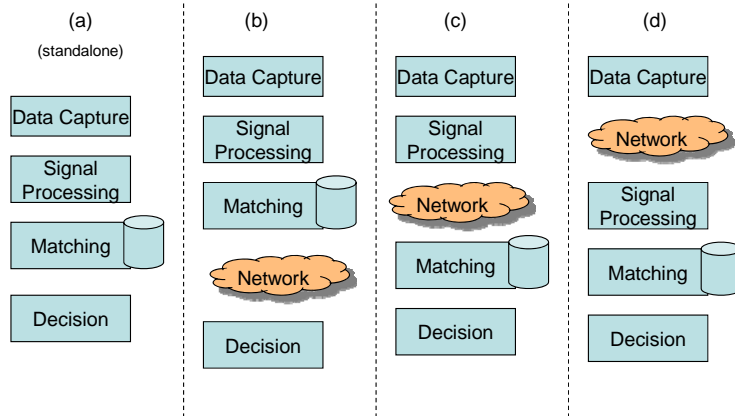 (a)
(standalone)
Data Capture
Signal
Processing
Matching
Decision
(b)
Data Capture
Signal
Processing
Matching
Network
Decision
(c)
Data Capture
Signal
Processing
Network
Matching
Decision
(d)
Data Capture
Network
Signal
Processing
Matching
Decision